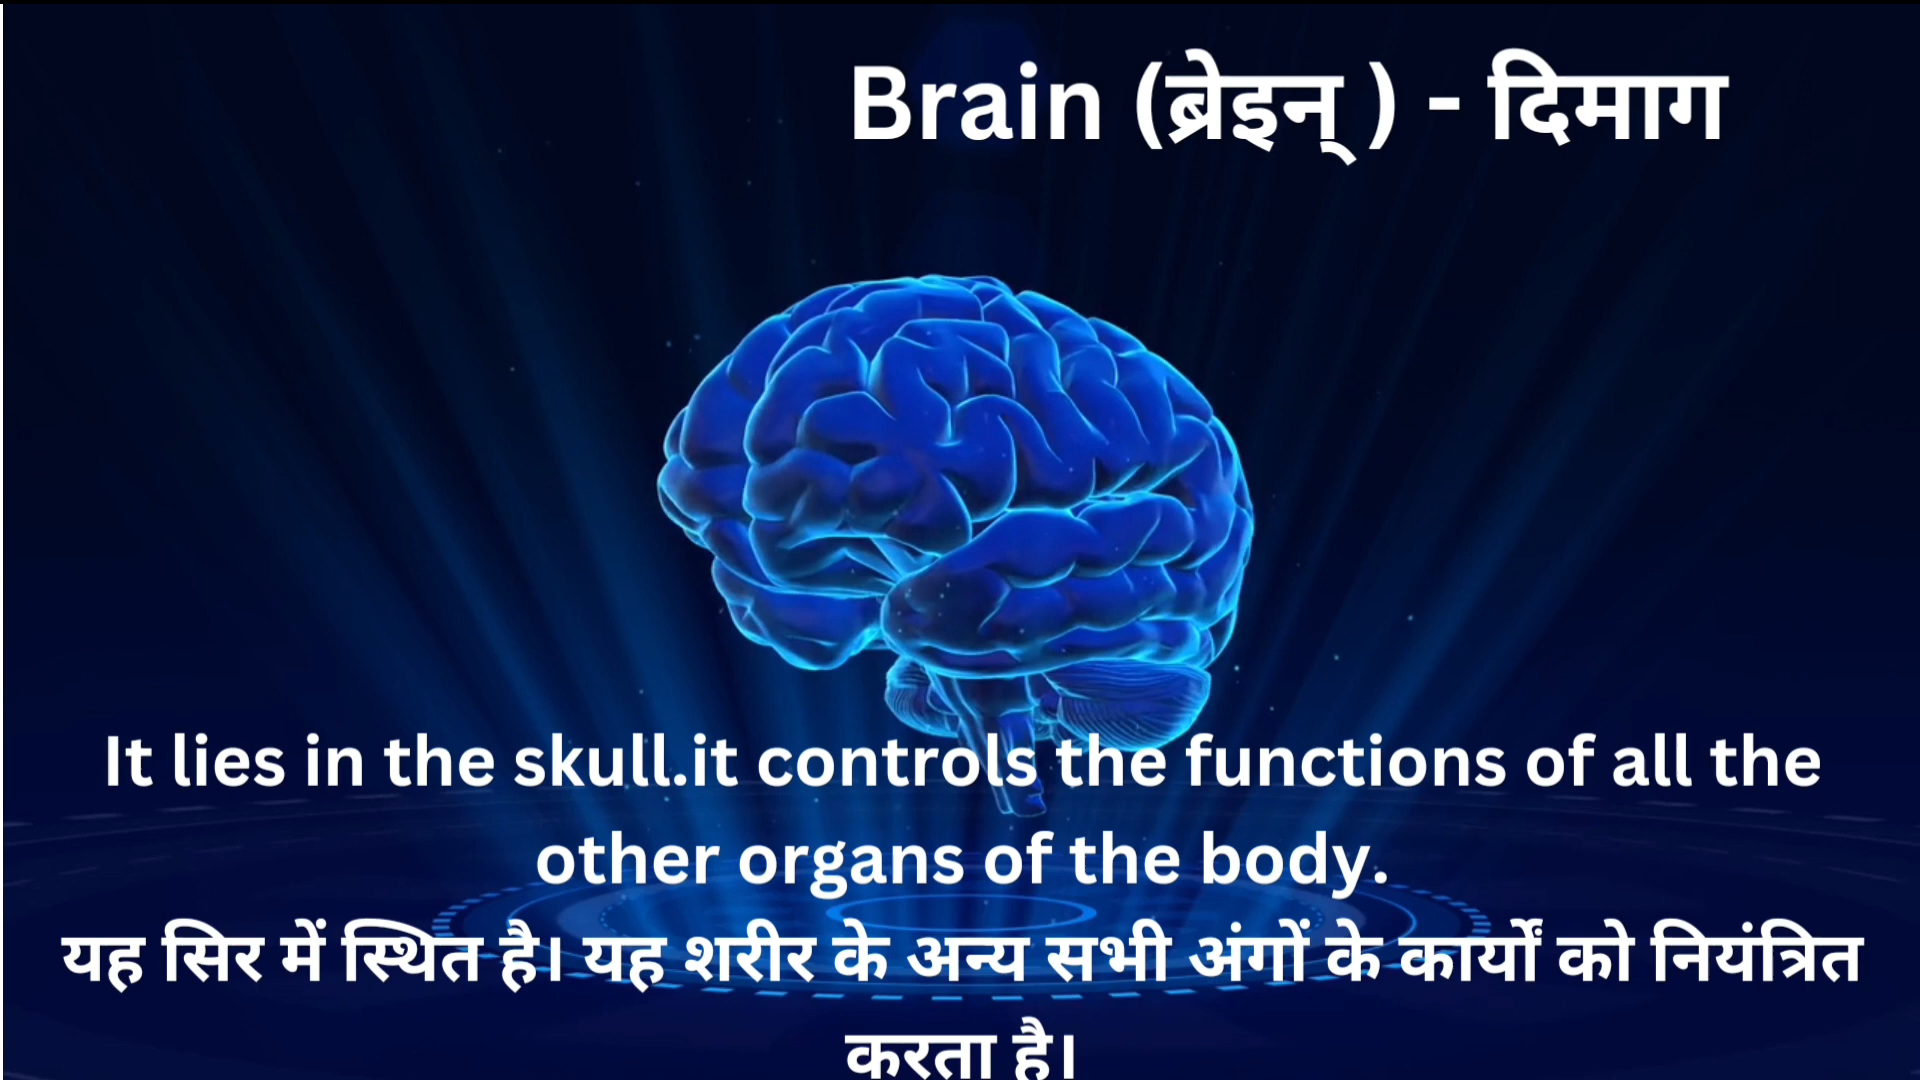 Brain (ब्रेइन् ) - दिमाग
It lies in the skull.it controls the functions of all the
other organs of the body.
यह सिर में स्थित है। यह शरीर के अन्य सभी अंगों के कार्यों को नियंत्रित
करता है।